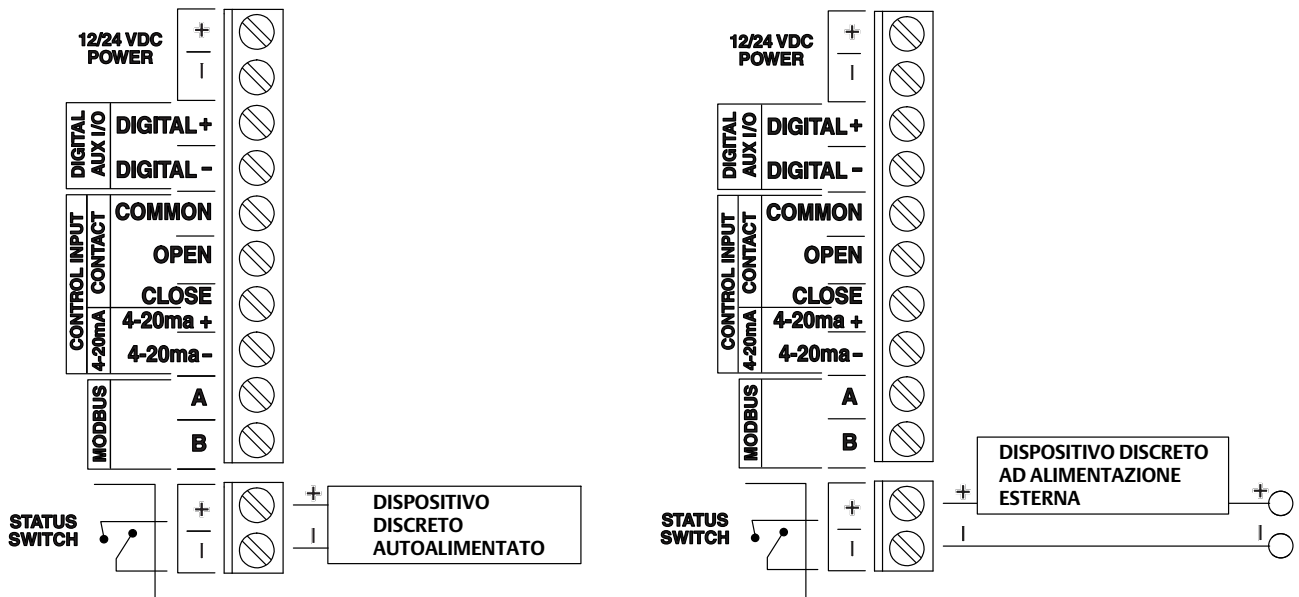 12/24 VDC
POWER
+
–
DIGITAL
AUX I/O
DIGITAL+
DIGITAL –
CONTROL INPUT
CONTACT
COMMON
OPEN
CLOSE
4-20mA
4-20ma +
4-20ma –
MODBUS
A
B
STATUS
SWITCH
+
–
+
–
DISPOSITIVO
DISCRETO
AUTOALIMENTATO
12/24 VDC
POWER
+
–
DIGITAL
AUX I/O
DIGITAL+
DIGITAL –
CONTROL INPUT
CONTACT
COMMON
OPEN
CLOSE
4-20mA
4-20ma +
4-20ma–
MODBUS
A
B
STATUS
SWITCH
+
–
+
–
DISPOSITIVO DISCRETO
AD ALIMENTAZIONE
ESTERNA
+
–